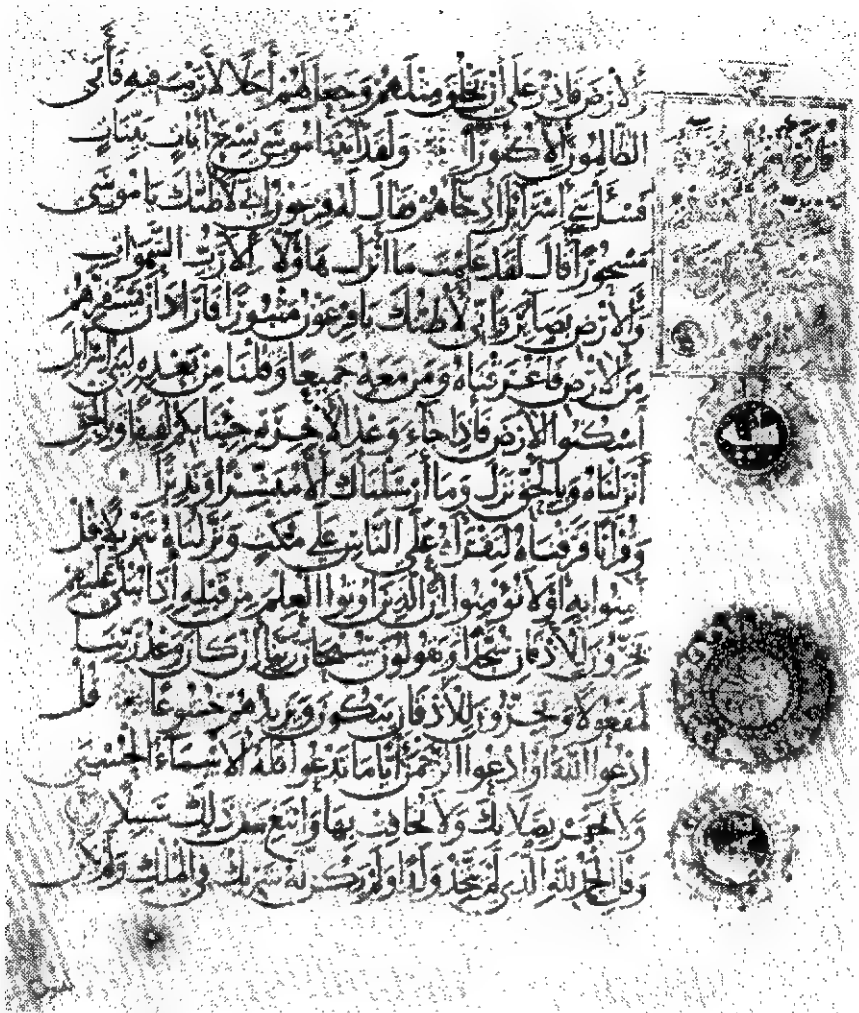 والأرض قادر على أن يخلق مثلهم وجعل لهم أجلا لا ريب فيه فأبى
الظالمون إلا كفورا ولقد آتينا موسى تسع آيات بينات
فسئل بني إسرائيل إذ جاءهم فقال له فرعون إني لأظنك يا موسى
مسحورا قال لقد علمت ما أنزل هاؤلاء إلا رب السموات
والأرض بصائر وإني لأظنك يا فرعون مثبورا فأراد أن يستفزهم
من الأرض فأغرقناه ومن معه جميعا وقلنا من بعده لبني إسرائيل
اسكنوا الأرض فإذا جاء وعد الآخرة جئنا بكم لفيفا وبالحق
أنزلناه وبالحق نزل وما أرسلناك إلا مبشرا ونذيرا
وقرآنا فرقناه لتقرأه على الناس على مكث ونزلناه تنزيلا قل
آمنوا به أو لا تؤمنوا إن الذين أوتوا العلم من قبله إذا يتلى عليهم
يخرون للأذقان سجدا ويقولون سبحان ربنا إن كان وعد ربنا
لمفعولا ويخرون للأذقان يبكون ويزيدهم خشوعا قل
ادعوا الله أو ادعوا الرحمن أيا ما تدعوا فله الأسماء الحسنى
ولا تجهر بصلاتك ولا تخافت بها وابتغ بين ذلك سبيلا
وقل الحمد لله الذي لم يتخذ ولدا ولم يكن له شريك في الملك ولم يكن